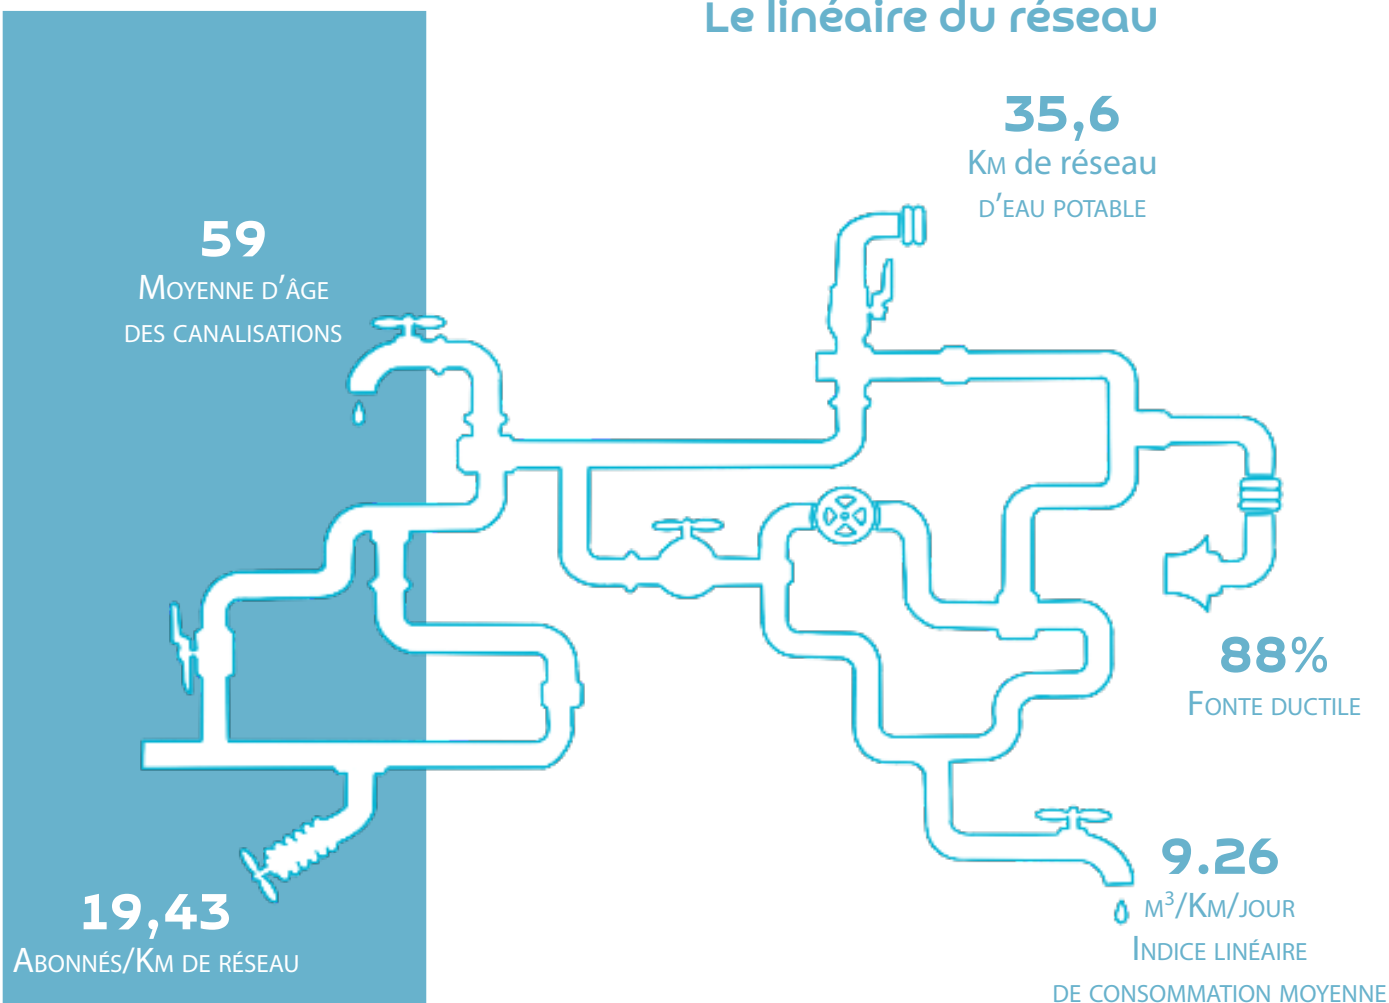 Le linéaire du réseau
35,6
Km de réseau
d'eau potable
59
Moyenne d'âge
des canalisations
88%
Fonte ductile
9.26
m³/Km/jour
Indice linéaire
de consommation moyenne
19,43
Abonnés/Km de réseau